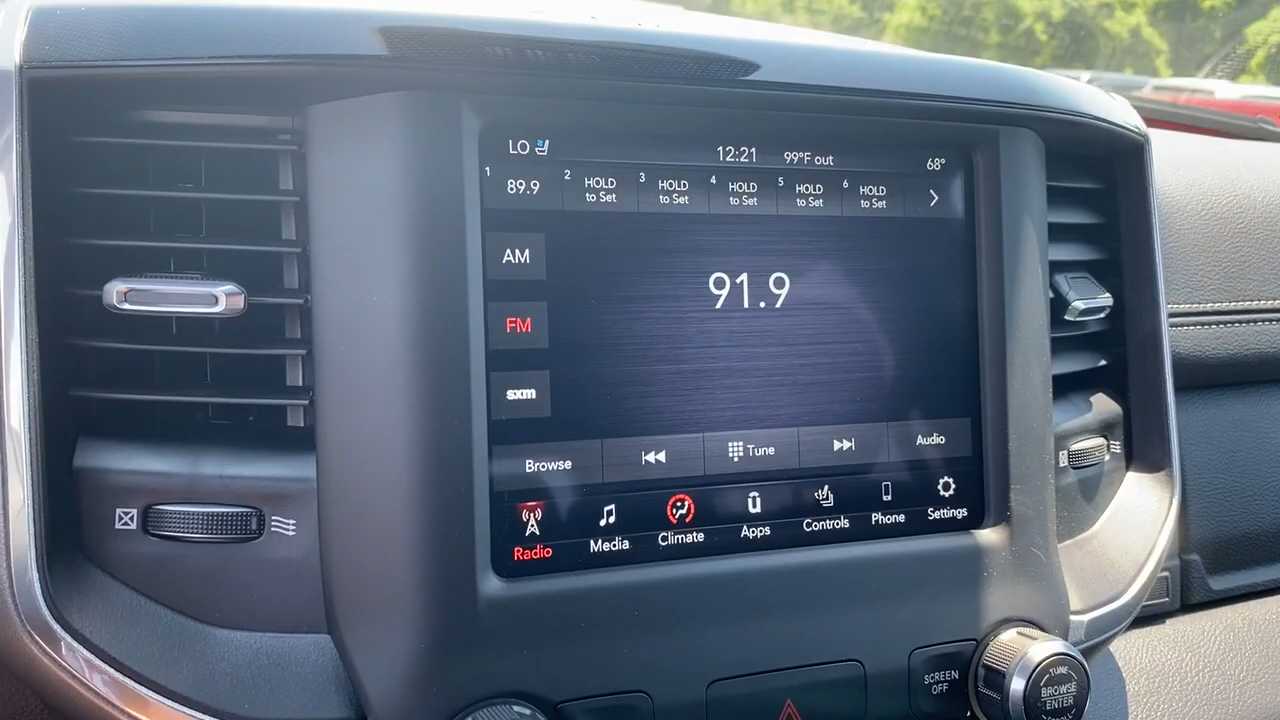 LO
12:21
99°F out
68°
1
89.9
2
HOLD
to Set
3
HOLD
to Set
4
HOLD
to Set
5
HOLD
to Set
6
HOLD
to Set
AM
91.9
FM
sxm
Browse
Tune
Audio
Radio
Media
Climate
Apps
Controls
Phone
Settings
SCREEN
OFF
TUNE
BROWSE
ENTER